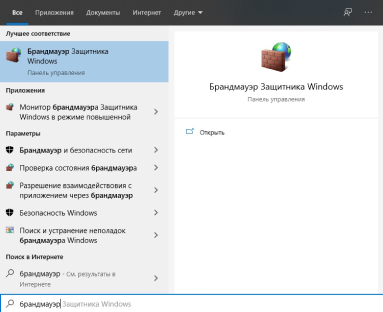 Все Приложения Документы Интернет Другие
Лучшее соответствие
Брандмауэр Защитника
Windows
Панель управления
Приложения
Монитор брандмауэра Защитника
Windows в режиме повышенной
Параметры
Брандмауэр и безопасность сети
Проверка состояния брандмауэра
Разрешение взаимодействовия с
приложением через брандмауэр
Безопасность Windows
Поиск и устранение неполадок
брандмауэра Windows
Поиск в Интернете
брандмауэр - См. результаты в
Интернете
Брандмауэр Защитника Windows
Панель управления
Открыть
брандмауэр Защитника Windows